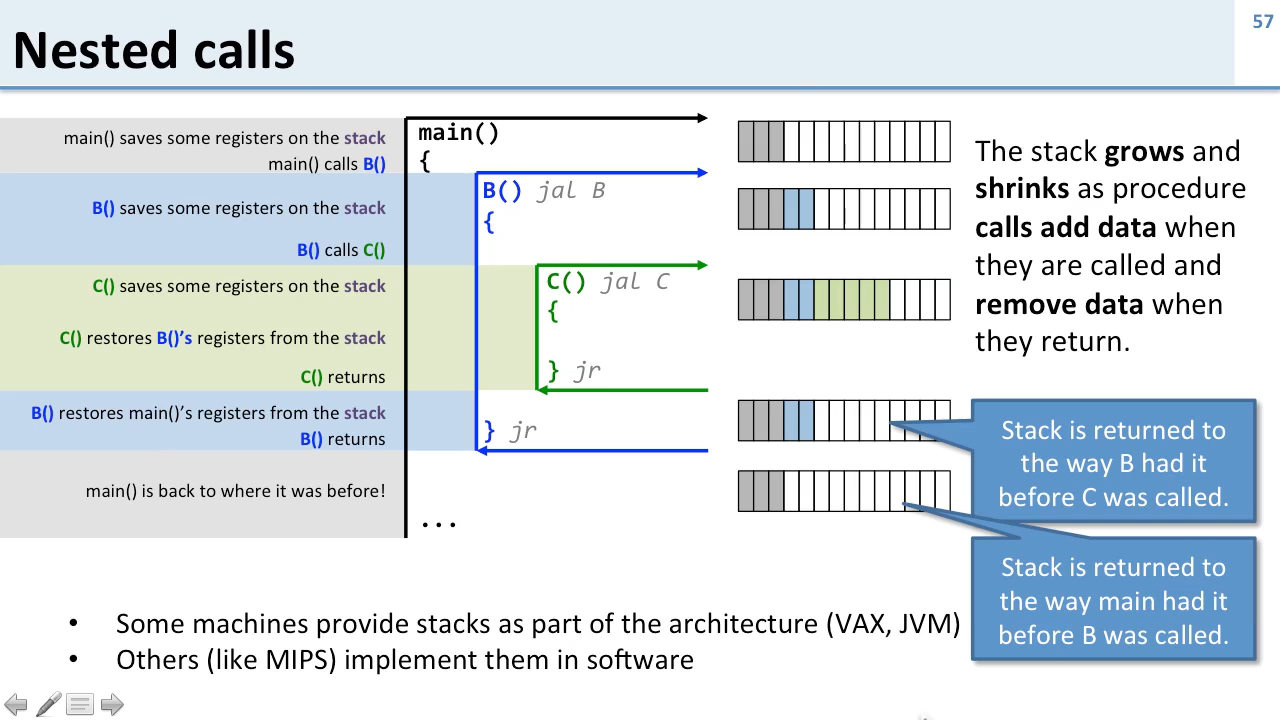 57
Nested calls
main() saves some registers on the stack
main() calls B()
B() saves some registers on the stack
B() calls C()
C() saves some registers on the stack
C() restores B()’s registers from the stack
C() returns
B() restores main()’s registers from the stack
B() returns
main() is back to where it was before!
main()
{
B() jal B
{
C() jal C
{
} jr
} jr
...
The stack grows and
shrinks as procedure
calls add data when
they are called and
remove data when
they return.
Stack is returned to
the way B had it
before C was called.
Stack is returned to
the way main had it
before B was called.
• Some machines provide stacks as part of the architecture (VAX, JVM)
• Others (like MIPS) implement them in software